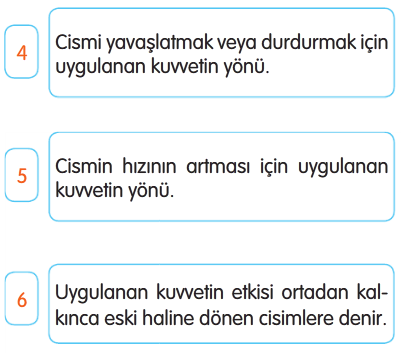 4
Cismi yavaşlatmak veya durdurmak için
uygulanan kuvvetin yönü.
5
Cismin hızının artması için uygulanan
kuvvetin yönü.
6
Uygulanan kuvvetin etkisi ortadan kal-
kınca eski haline dönen cisimlere denir.